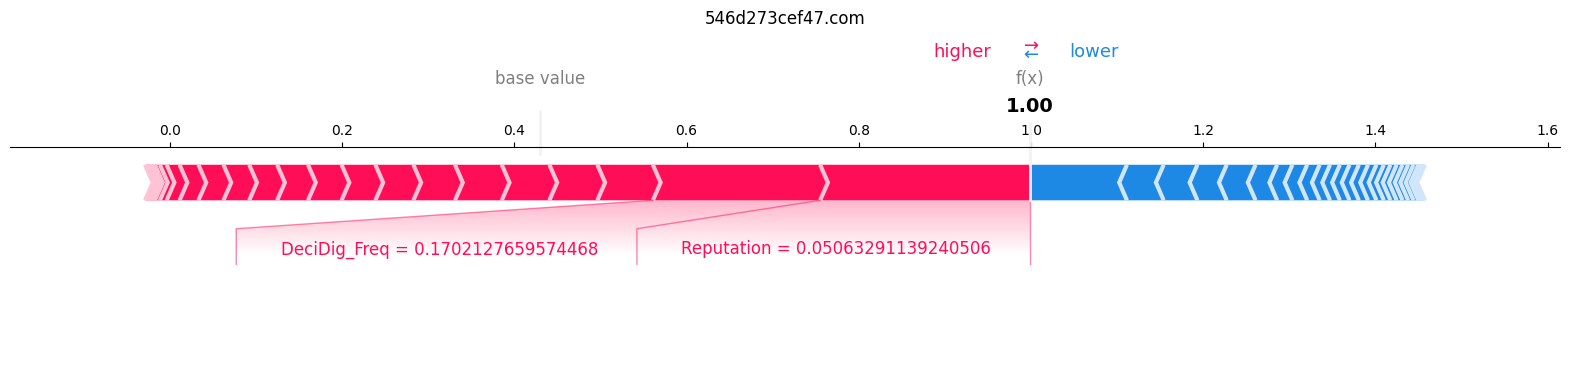 546d273cef47.com
higher ⇄ lower
base value f(x)
1.00
0.0 0.2 0.4 0.6 0.8 1.0 1.2 1.4 1.6
DeciDig_Freq = 0.1702127659574468 Reputation = 0.05063291139240506